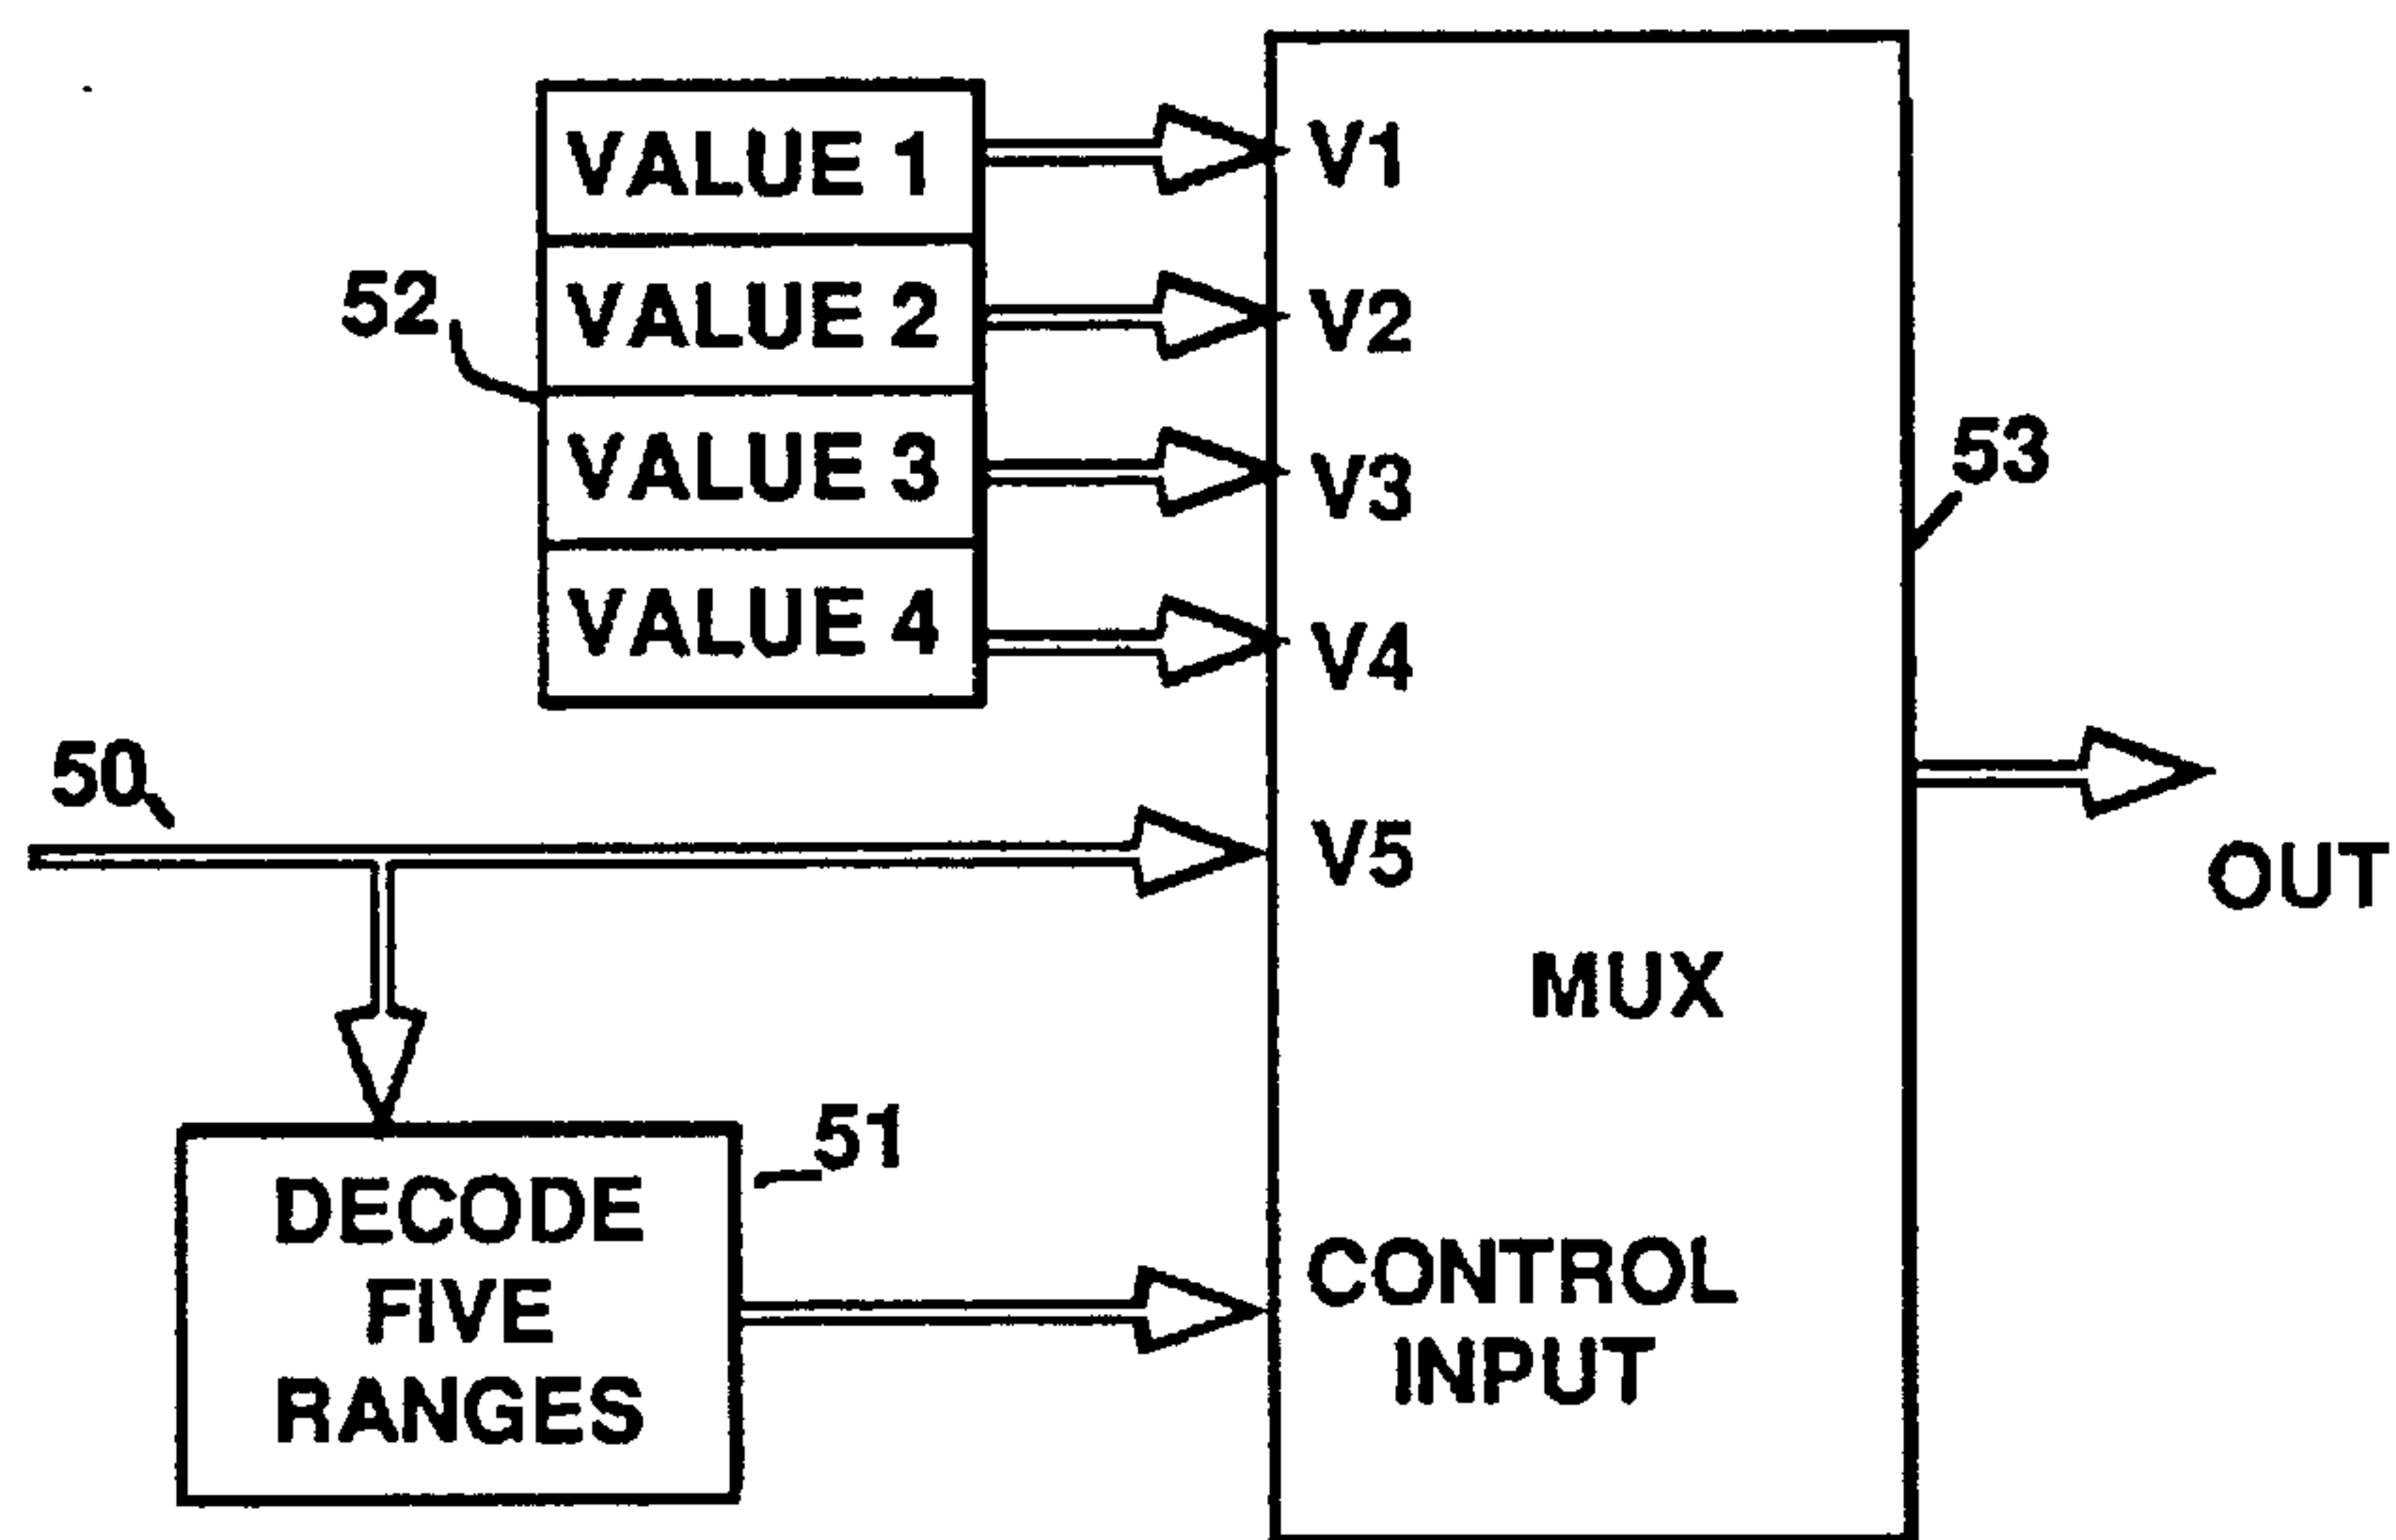 VALUE 1
V1
52
VALUE 2
V2
VALUE 3
V3
53
VALUE 4
V4
50
V5
OUT
MUX
51
DECODE
FIVE
RANGES
CONTROL
INPUT